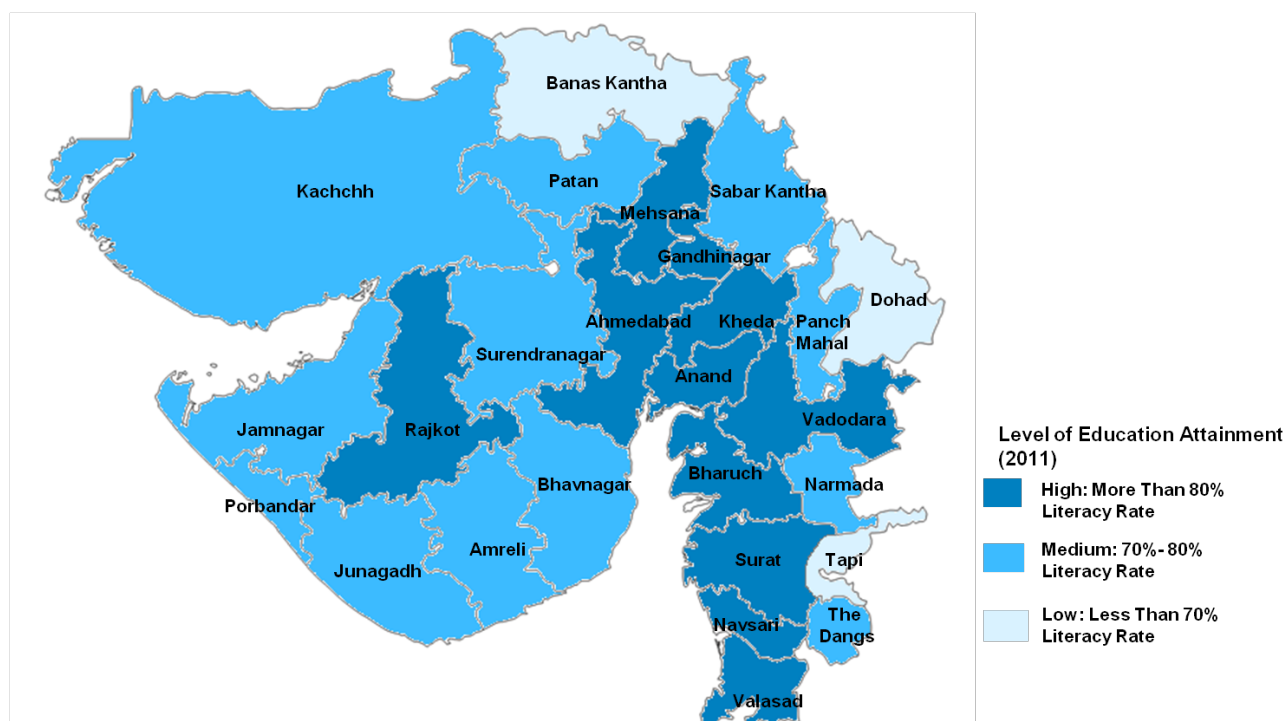 Banas Kantha
Kachchh
Patan
Sabar Kantha
Mehsana
Gandhinagar
Dohad
Ahmedabad
Kheda
Panch
Mahal
Surendranagar
Anand
Jamnagar
Rajkot
Vadodara
Bharuch
Bhavnagar
Narmada
Porbandar
Amreli
Junagadh
Surat
Tapi
Navsari
The
Dangs
Valasad
Level of Education Attainment
(2011)
High: More Than 80%
Literacy Rate
Medium: 70%- 80%
Literacy Rate
Low: Less Than 70%
Literacy Rate